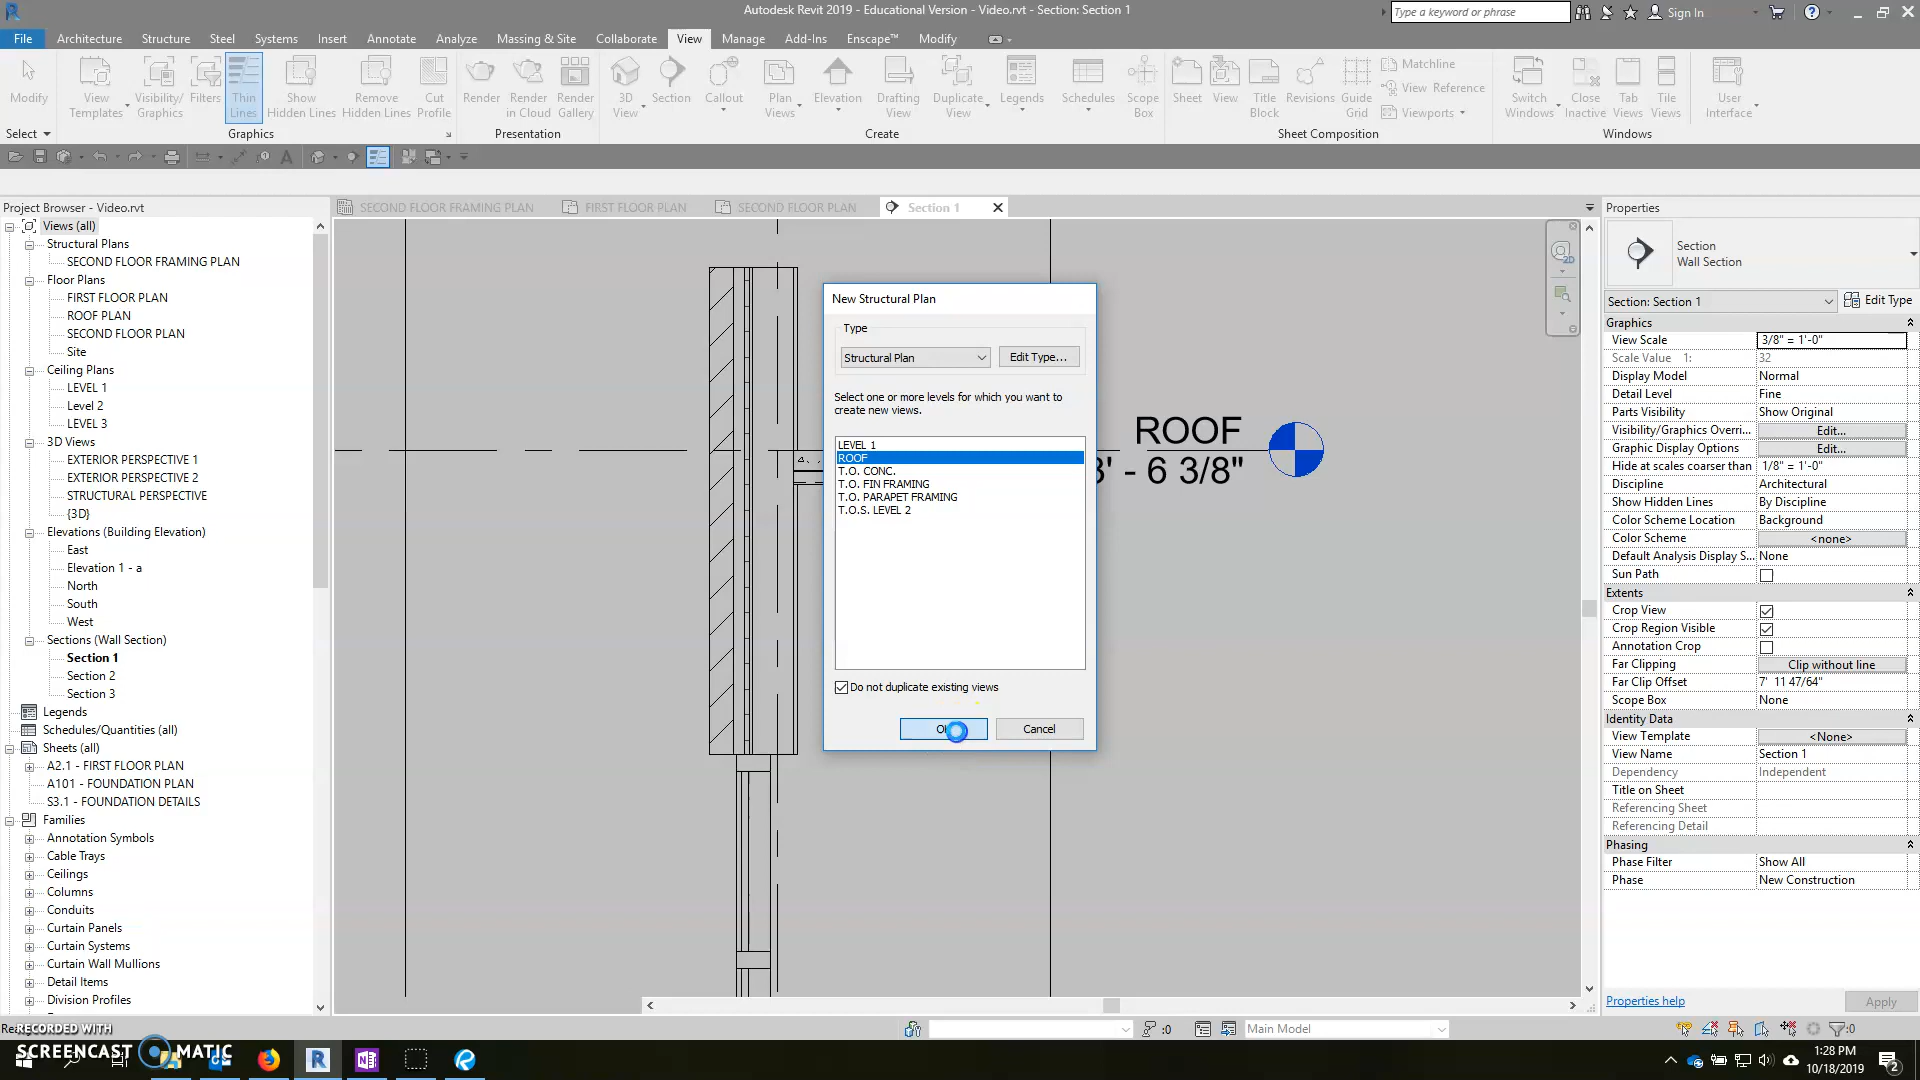 Autodesk Revit 2019 - Educational Version - Video.rvt - Section: Section 1
Type a keyword or phrase
Sign In
File Architecture Structure Steel Systems Insert Annotate Analyze Massing & Site Collaborate View Manage Add-Ins Enscape™ Modify
Modify
View Templates
Visibility/ Graphics
Filters
Thin Lines
Show Hidden Lines
Remove Hidden Lines
Cut Profile
Render
Render in Cloud
Render Gallery
3D View
Section
Callout
Plan Views
Elevation
Drafting View
Duplicate View
Legends
Schedules
Scope Box
Sheet
View
Title Block
Revisions
Guide Grid
Matchline
View Reference
Viewports
Switch Windows
Close Inactive
Tab Views
Tile Views
User Interface
Select Graphics Presentation Create Sheet Composition Windows
Project Browser - Video.rvt
Views (all)
Structural Plans
SECOND FLOOR FRAMING PLAN
Floor Plans
FIRST FLOOR PLAN
ROOF PLAN
SECOND FLOOR PLAN
Site
Ceiling Plans
LEVEL 1
Level 2
LEVEL 3
3D Views
EXTERIOR PERSPECTIVE 1
EXTERIOR PERSPECTIVE 2
STRUCTURAL PERSPECTIVE
{3D}
Elevations (Building Elevation)
East
Elevation 1 - a
North
South
West
Sections (Wall Section)
Section 1
Section 2
Section 3
Legends
Schedules/Quantities (all)
Sheets (all)
A2.1 - FIRST FLOOR PLAN
A101 - FOUNDATION PLAN
S3.1 - FOUNDATION DETAILS
Families
Annotation Symbols
Cable Trays
Ceilings
Columns
Conduits
Curtain Panels
Curtain Systems
Curtain Wall Mullions
Detail Items
Division Profiles
SECOND FLOOR FRAMING PLAN FIRST FLOOR PLAN SECOND FLOOR PLAN Section 1
New Structural Plan
Type
Structural Plan Edit Type...
Select one or more levels for which you want to
create new views.
LEVEL 1
ROOF
T.O. CONC.
T.O. FIN FRAMING
T.O. PARAPET FRAMING
T.O.S. LEVEL 2
Do not duplicate existing views
Cancel
ROOF
' - 6 3/8"
2D
Properties
Section
Wall Section
Section: Section 1 Edit Type
Graphics
View Scale 3/8" = 1'-0"
Scale Value 1: 32
Display Model Normal
Detail Level Fine
Parts Visibility Show Original
Visibility/Graphics Overri... Edit...
Graphic Display Options Edit...
Hide at scales coarser than 1/8" = 1'-0"
Discipline Architectural
Show Hidden Lines By Discipline
Color Scheme Location Background
Color Scheme <none>
Default Analysis Display S... None
Sun Path
Extents
Crop View
Crop Region Visible
Annotation Crop
Far Clipping Clip without line
Far Clip Offset 7' 11 47/64"
Scope Box None
Identity Data
View Template <None>
View Name Section 1
Dependency Independent
Title on Sheet
Referencing Sheet
Referencing Detail
Phasing
Phase Filter Show All
Phase New Construction
Properties help Apply
:0
Main Model
:0
RECORDED WITH
SCREENCAST MATIC
1:28 PM
10/18/2019
2